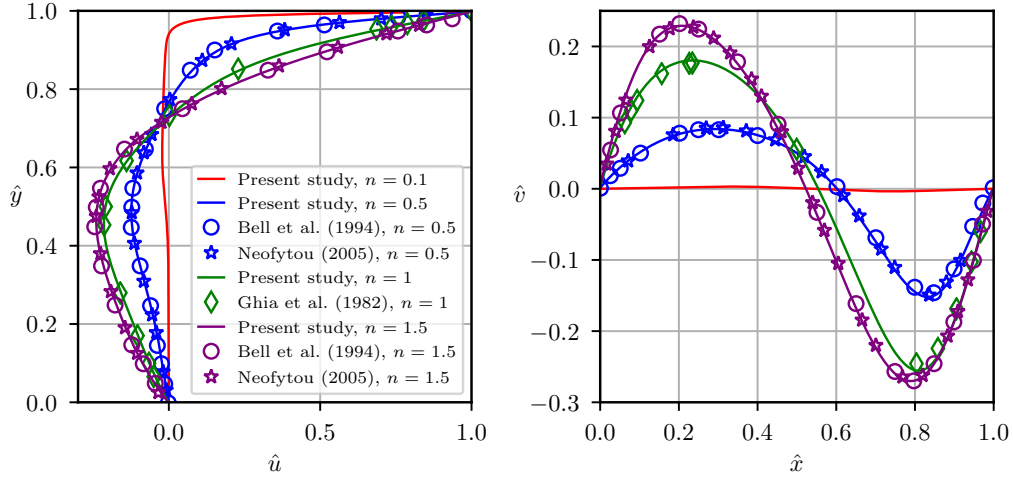 1.0
0.8
0.6
0.4
0.2
0.0
ŷ
0.0
0.5
1.0
û
Present study, n = 0.1
Present study, n = 0.5
Bell et al. (1994), n = 0.5
Neofytou (2005), n = 0.5
Present study, n = 1
Ghia et al. (1982), n = 1
Present study, n = 1.5
Bell et al. (1994), n = 1.5
Neofytou (2005), n = 1.5
0.2
0.1
0.0
−0.1
−0.2
−0.3
v̂
0.0
0.2
0.4
0.6
0.8
1.0
x̂